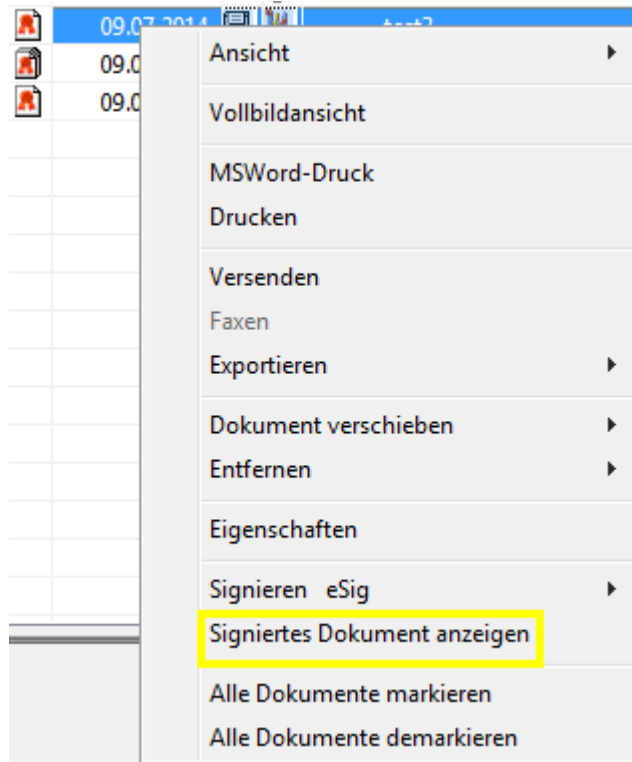 09.07.2014 test2
Ansicht
09.0
Vollbildansicht
09.0
MSWord-Druck
Drucken
Versenden
Faxen
Exportieren
Dokument verschieben
Entfernen
Eigenschaften
Signieren eSig
Signiertes Dokument anzeigen
Alle Dokumente markieren
Alle Dokumente demarkieren